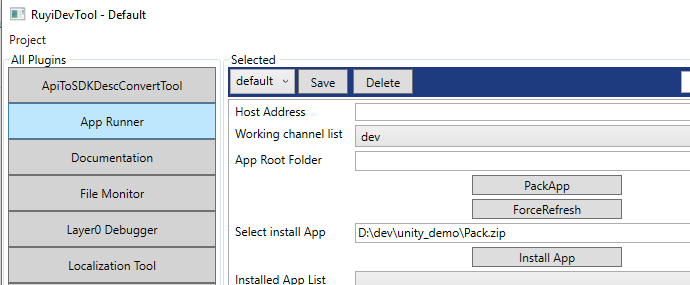 RuyiDevTool - Default
Project
All Plugins
ApiToSDKDescConvertTool
App Runner
Documentation
File Monitor
Layer0 Debugger
Localization Tool
Selected
default Save Delete
Host Address
Working channel list dev
App Root Folder
PackApp
ForceRefresh
Select install App D:\dev\unity_demo\Pack.zip
Install App
Installed App List